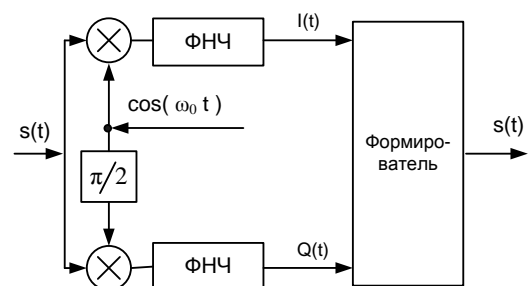 ФНЧ
I(t)
cos( ω₀ t )
s(t)
π/2
Формиро-
ватель
s(t)
ФНЧ
Q(t)